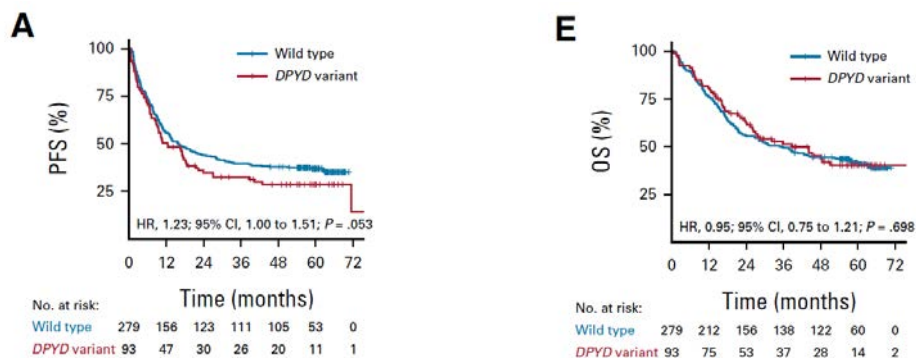 A
100
75
50
25
PFS (%)
Wild type
DPYD variant
HR, 1.23; 95% CI, 1.00 to 1.51; P = .053
0 12 24 36 48 60 72
Time (months)
No. at risk:
Wild type 279 156 123 111 105 53 0
DPYD variant 93 47 30 26 20 11 1
E
100
75
50
25
OS (%)
Wild type
DPYD variant
HR, 0.95; 95% CI, 0.75 to 1.21; P = .698
0 12 24 36 48 60 72
Time (months)
No. at risk:
Wild type 279 212 156 138 122 60 0
DPYD variant 93 75 53 37 28 14 2